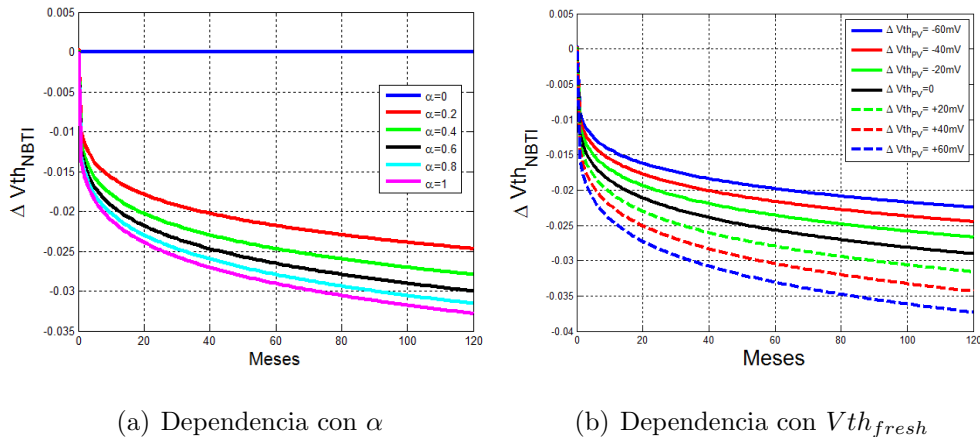 0.005
0
-0.005
-0.01
-0.015
-0.02
-0.025
-0.03
-0.035
Δ Vth_NBTI
0 20 40 60 80 100 120
Meses
α=0
α=0.2
α=0.4
α=0.6
α=0.8
α=1
(a) Dependencia con α
0.005
0
-0.005
-0.01
-0.015
-0.02
-0.025
-0.03
-0.035
-0.04
Δ Vth_NBTI
0 20 40 60 80 100 120
Meses
Δ Vth_PV= -60mV
Δ Vth_PV= -40mV
Δ Vth_PV= -20mV
Δ Vth_PV=0
Δ Vth_PV= +20mV
Δ Vth_PV= +40mV
Δ Vth_PV= +60mV
(b) Dependencia con Vth_fresh